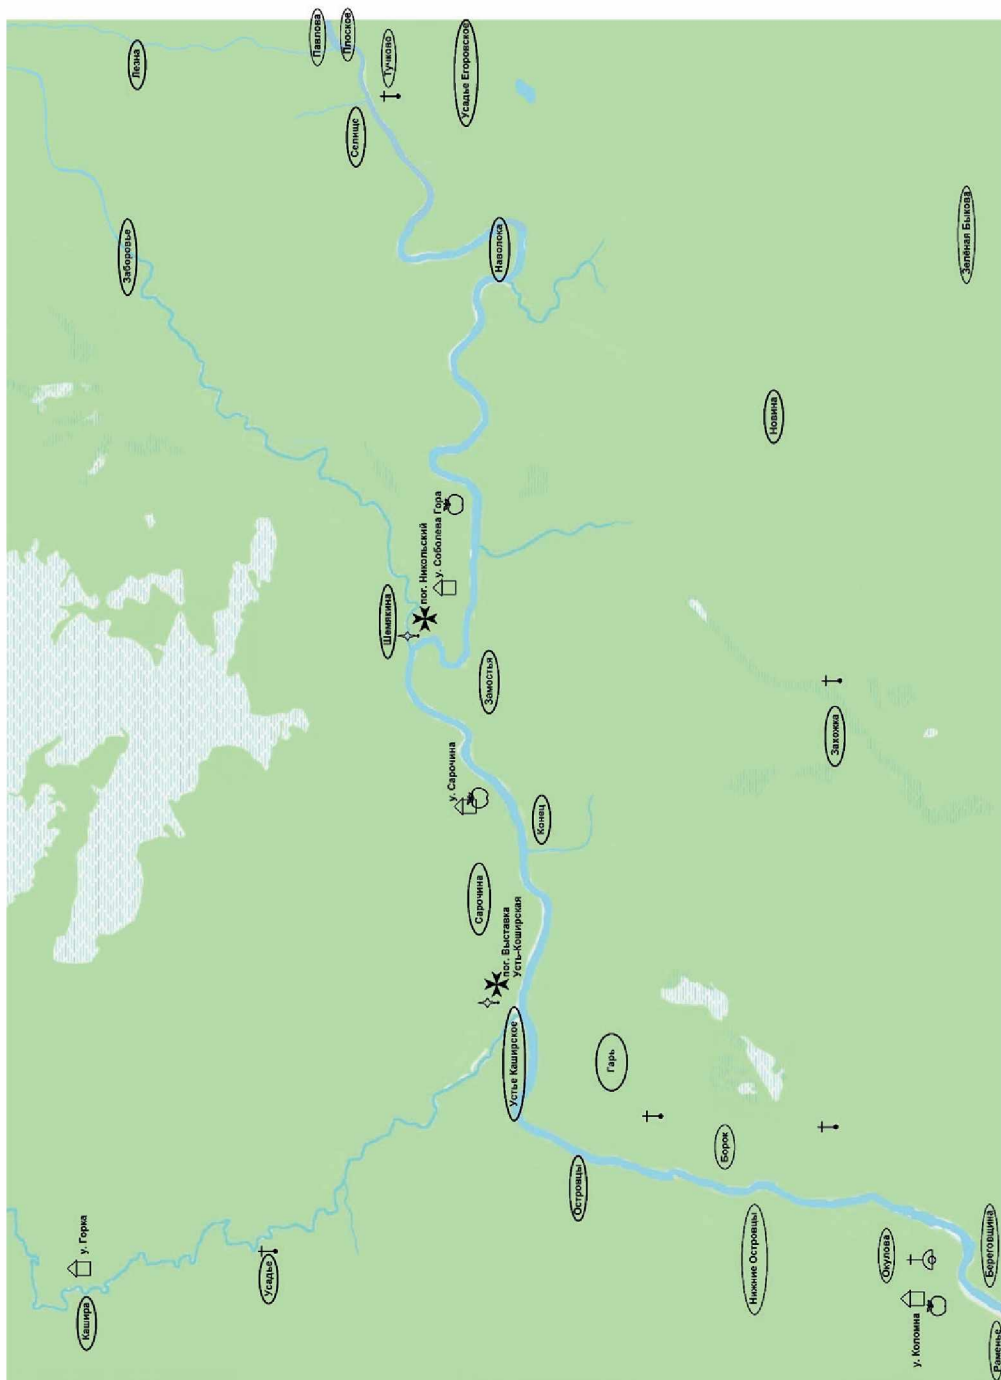 Кашира
у. Горка
Заборовье
Лезна
Усадье
Павлова
Плоское
Селище
Шемякина
Тучково
пог. Никольский
у. Соболева Гора
у. Сарочина
Усадье Егоровское
Сарочина
Замостья
Наволока
пог. Выставка
Усть-Коширская
Устье Каширское
Конец
Островцы
Гарь
Борок
Нижние Островцы
Новина
Захожка
Окулова
у. Коломна
Зелёная Быкова
Береговщина
Раменье